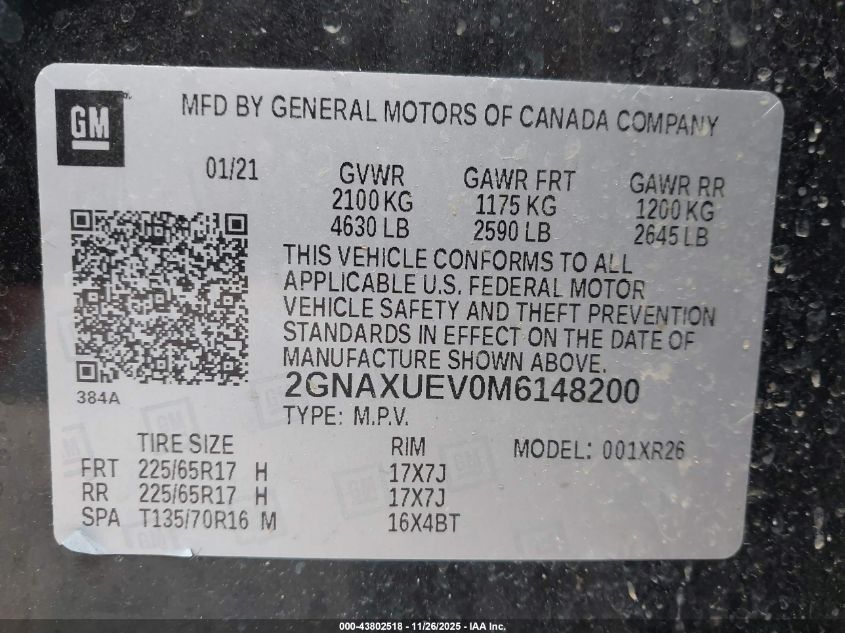 GM
MFD BY GENERAL MOTORS OF CANADA COMPANY
01/21
GVWR GAWR FRT GAWR RR
2100 KG 1175 KG 1200 KG
4630 LB 2590 LB 2645 LB
THIS VEHICLE CONFORMS TO ALL
APPLICABLE U.S. FEDERAL MOTOR
VEHICLE SAFETY AND THEFT PREVENTION
STANDARDS IN EFFECT ON THE DATE OF
MANUFACTURE SHOWN ABOVE.
384A
2GNAXUEV0M6148200
TYPE: M.P.V.
TIRE SIZE RIM MODEL: 001XR26
FRT 225/65R17 H 17X7J
RR 225/65R17 H 17X7J
SPA T135/70R16 M 16X4BT
000-43802518 - 11/26/2025 - IAA Inc.